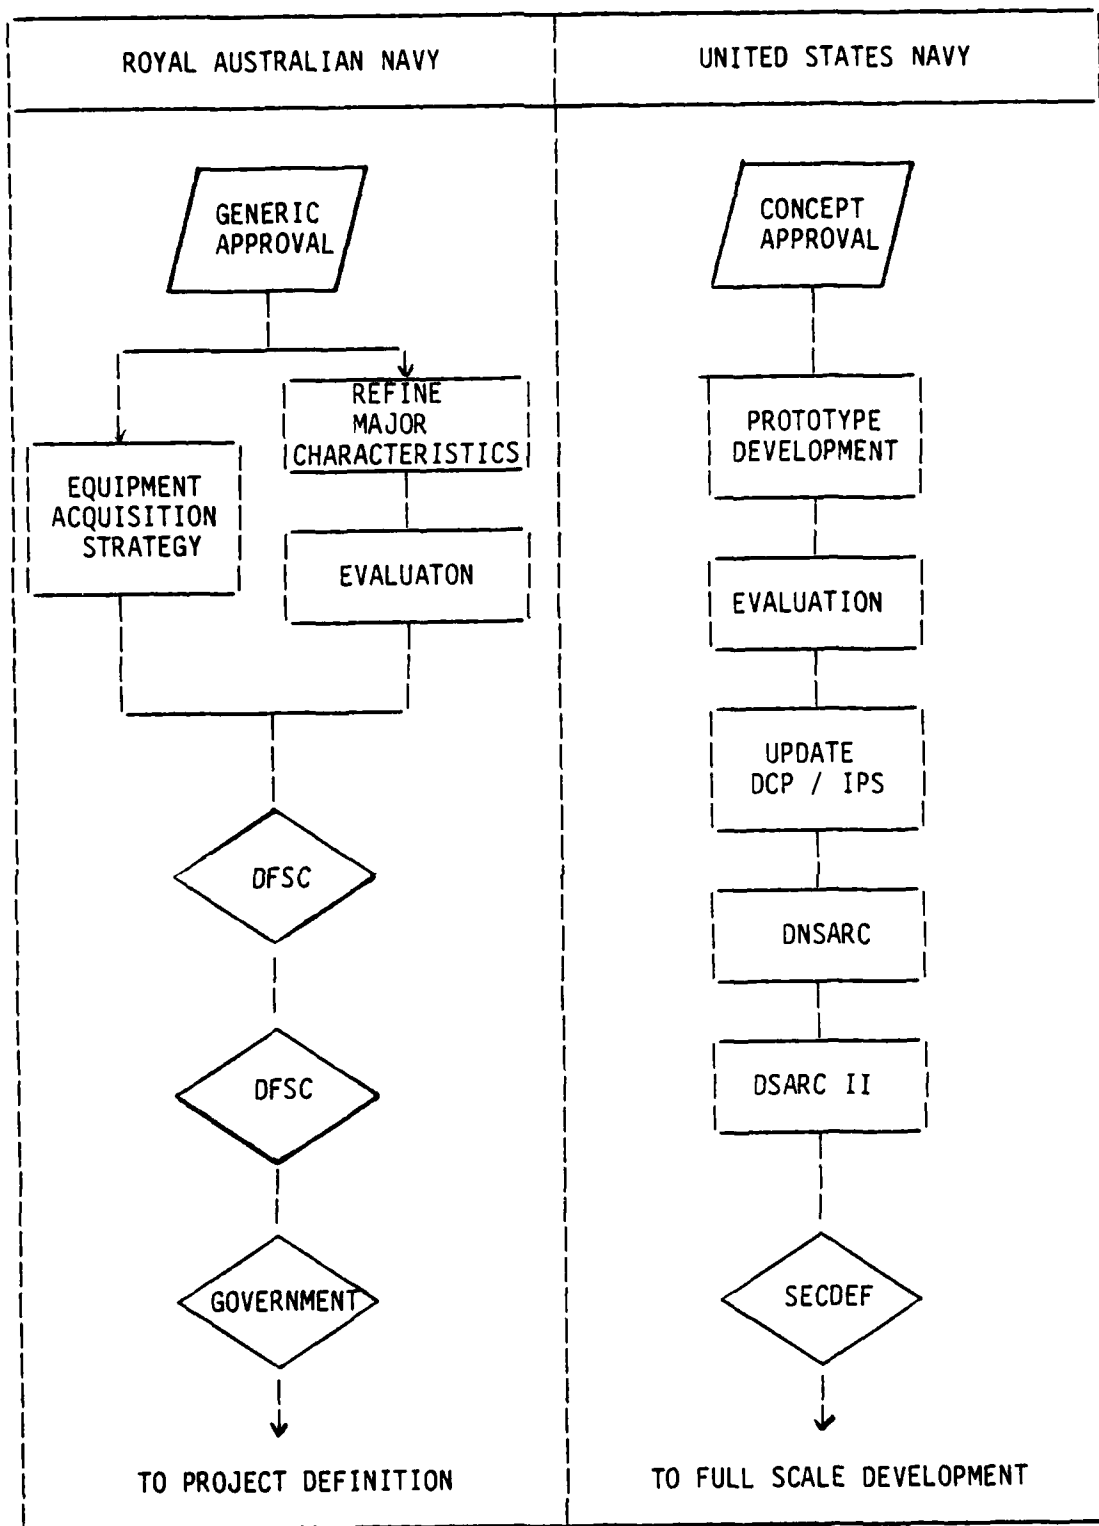 ROYAL AUSTRALIAN NAVY
UNITED STATES NAVY
GENERIC
APPROVAL
REFINE
MAJOR
CHARACTERISTICS
EQUIPMENT
ACQUISITION
STRATEGY
EVALUATON
DFSC
DFSC
GOVERNMENT
TO PROJECT DEFINITION
CONCEPT
APPROVAL
PROTOTYPE
DEVELOPMENT
EVALUATION
UPDATE
DCP / IPS
DNSARC
DSARC II
SECDEF
TO FULL SCALE DEVELOPMENT